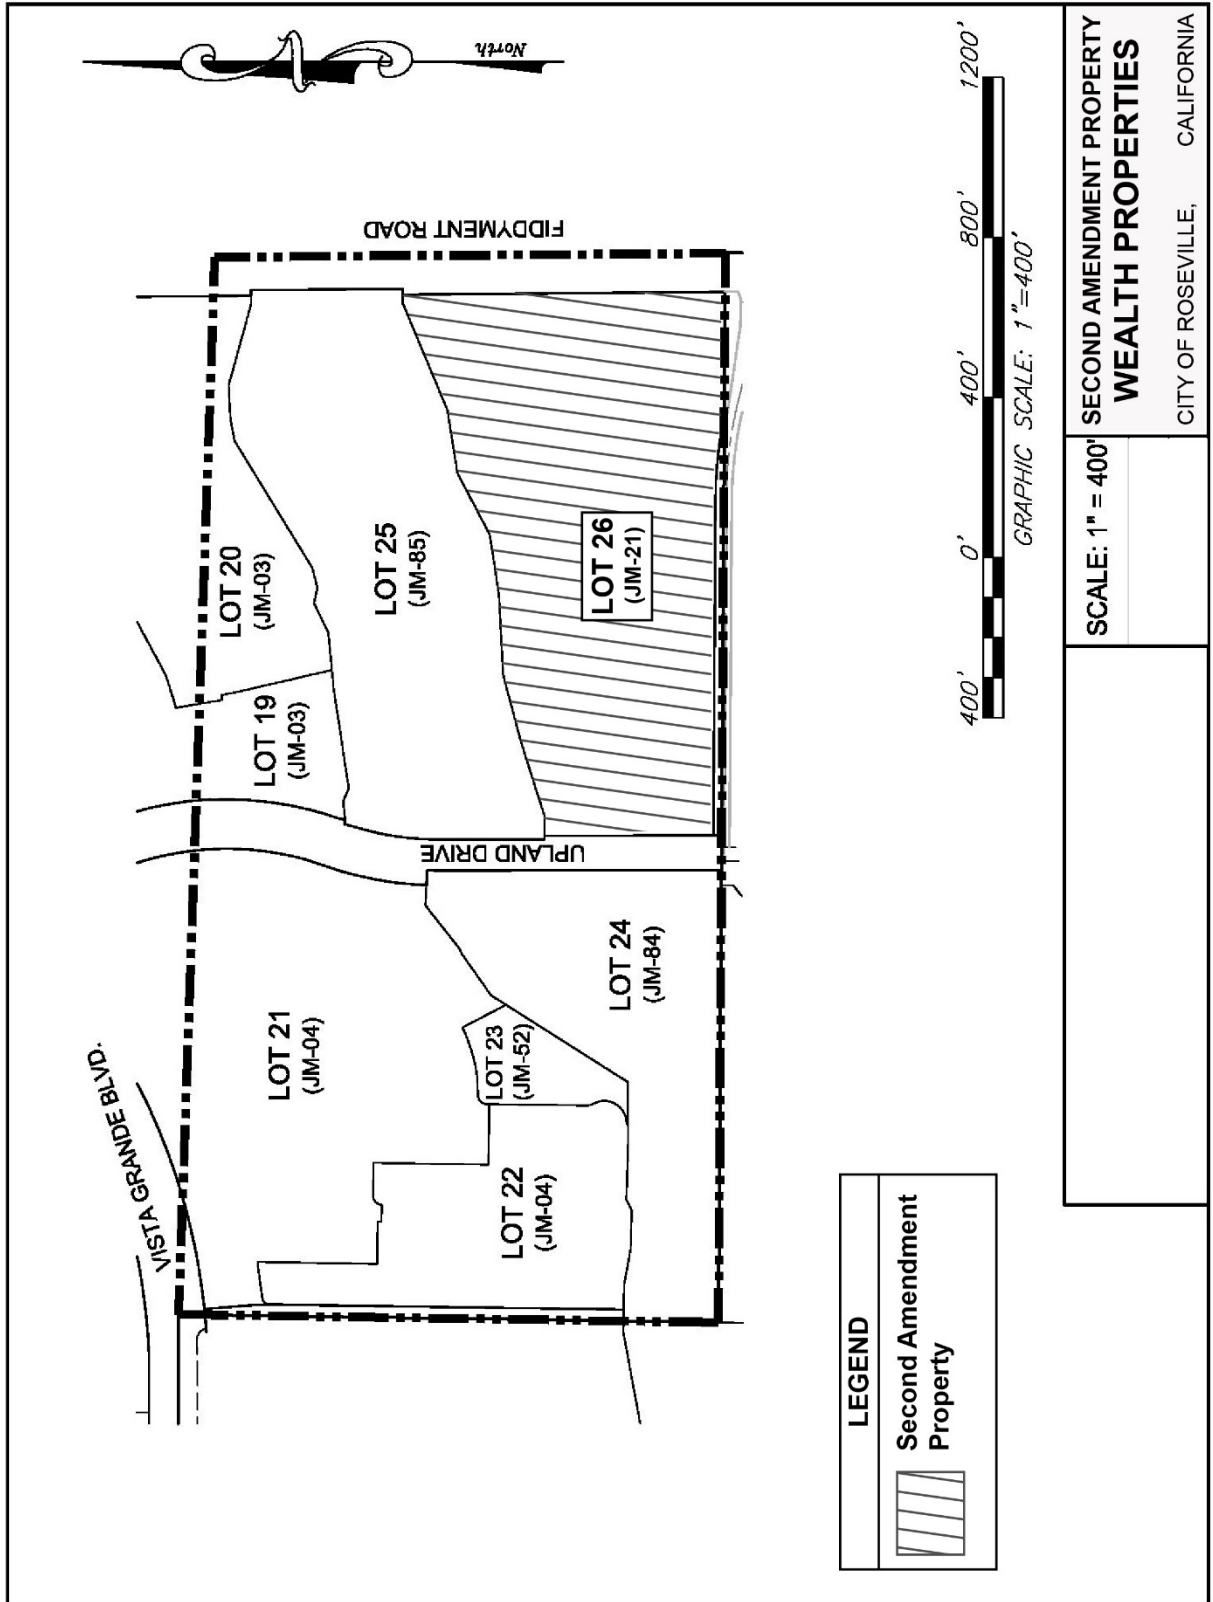 North
VISTA GRANDE BLVD.
LOT 21
(JM-04)
LOT 19
(JM-03)
LOT 20
(JM-03)
FIDDYMENT ROAD
LOT 22
(JM-04)
LOT 23
(JM-52)
UPLAND DRIVE
LOT 25
(JM-85)
LOT 24
(JM-84)
LOT 26
(JM-21)
LEGEND
Second Amendment
Property
400' 0' 400' 800' 1200'
GRAPHIC SCALE: 1"=400'
SCALE: 1" = 400'
SECOND AMENDMENT PROPERTY
WEALTH PROPERTIES
CITY OF ROSEVILLE, CALIFORNIA